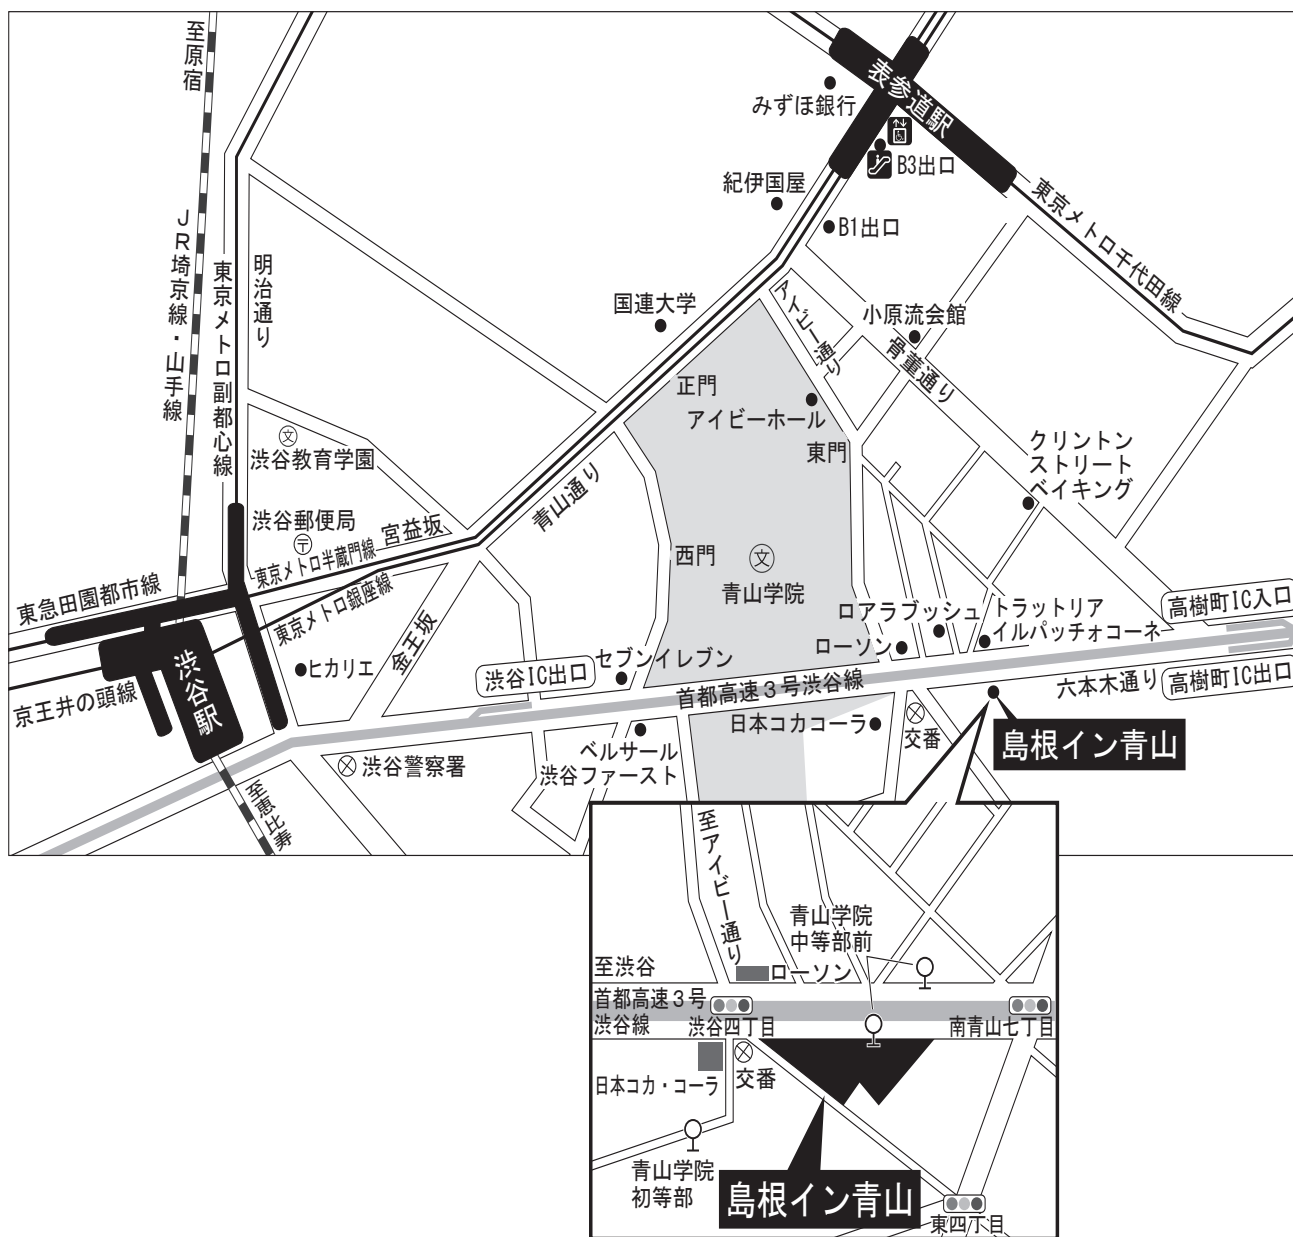 至原宿
JR埼京線・山手線
東京メトロ副都心線
明治通り
表参道駅
みずほ銀行
B3出口
紀伊国屋
B1出口
東京メトロ千代田線
国連大学
アイビー通り
小原流会館
骨董通り
正門
アイビーホール
東門
クリントン
ストリート
ベイキング
文
渋谷教育学園
青山通り
渋谷郵便局
〒
宮益坂
東京メトロ半蔵門線
東京メトロ銀座線
西門
文
青山学院
東急田園都市線
金王坂
ロアラブッシュ
トラットリア
イルパッチォコーネ
高樹町IC入口
ローソン
渋谷駅
ヒカリエ
渋谷IC出口
セブンイレブン
首都高速3号渋谷線
六本木通り
高樹町IC出口
京王井の頭線
日本コカコーラ
交番
島根イン青山
渋谷警察署
ベルサール
渋谷ファースト
至恵比寿
至アイビー通り
青山学院
中等部前
至渋谷
ローソン
首都高速3号
渋谷線
渋谷四丁目
南青山七丁目
日本コカ・コーラ
交番
青山学院
初等部
島根イン青山
東四丁目